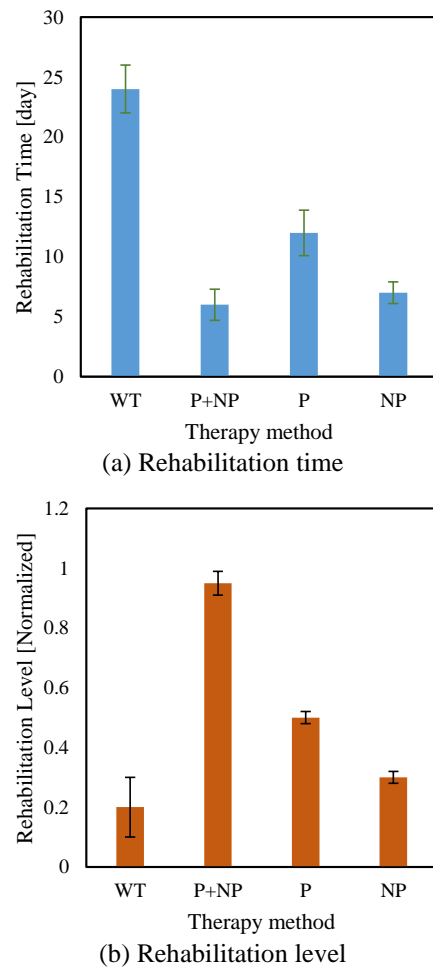 30
25
20
15
10
5
0
Rehabilitation Time [day]
WT P+NP P NP
Therapy method
(a) Rehabilitation time
1.2
1
0.8
0.6
0.4
0.2
0
Rehabilitation Level [Normalized]
WT P+NP P NP
Therapy method
(b) Rehabilitation level